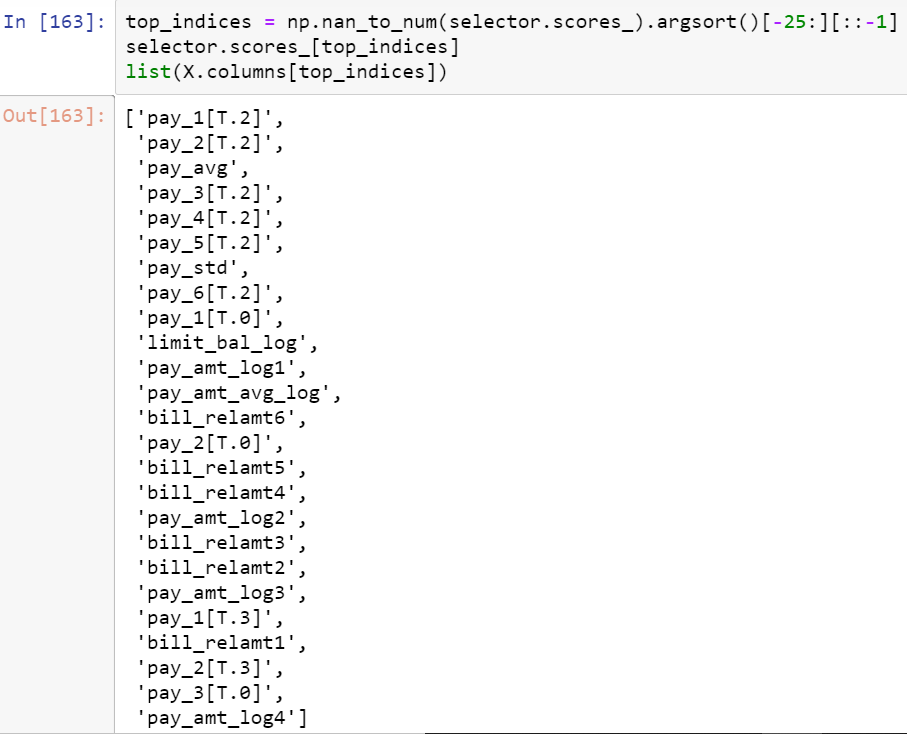 In [163]: top_indices = np.nan_to_num(selector.scores_).argsort()[-25:][::-1]
selector.scores_[top_indices]
list(X.columns[top_indices])
Out[163]: ['pay_1[T.2]',
'pay_2[T.2]',
'pay_avg',
'pay_3[T.2]',
'pay_4[T.2]',
'pay_5[T.2]',
'pay_std',
'pay_6[T.2]',
'pay_1[T.0]',
'limit_bal_log',
'pay_amt_log1',
'pay_amt_avg_log',
'bill_relamt6',
'pay_2[T.0]',
'bill_relamt5',
'bill_relamt4',
'pay_amt_log2',
'bill_relamt3',
'bill_relamt2',
'pay_amt_log3',
'pay_1[T.3]',
'bill_relamt1',
'pay_2[T.3]',
'pay_3[T.0]',
'pay_amt_log4']